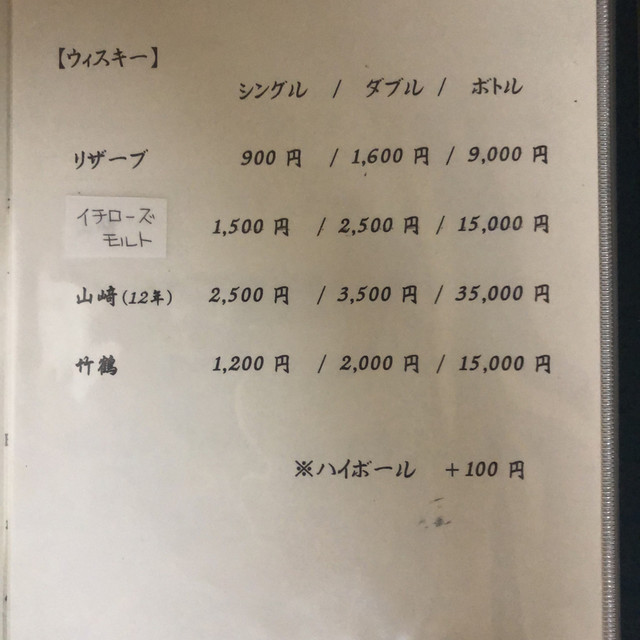 【ウィスキー】
シングル / ダブル / ボトル
リザーブ 900 円 / 1,600 円 / 9,000 円
イチローズ
モルト 1,500 円 / 2,500 円 / 15,000 円
山崎(12年) 2,500 円 / 3,500 円 / 35,000 円
竹鶴 1,200 円 / 2,000 円 / 15,000 円
※ハイボール +100 円